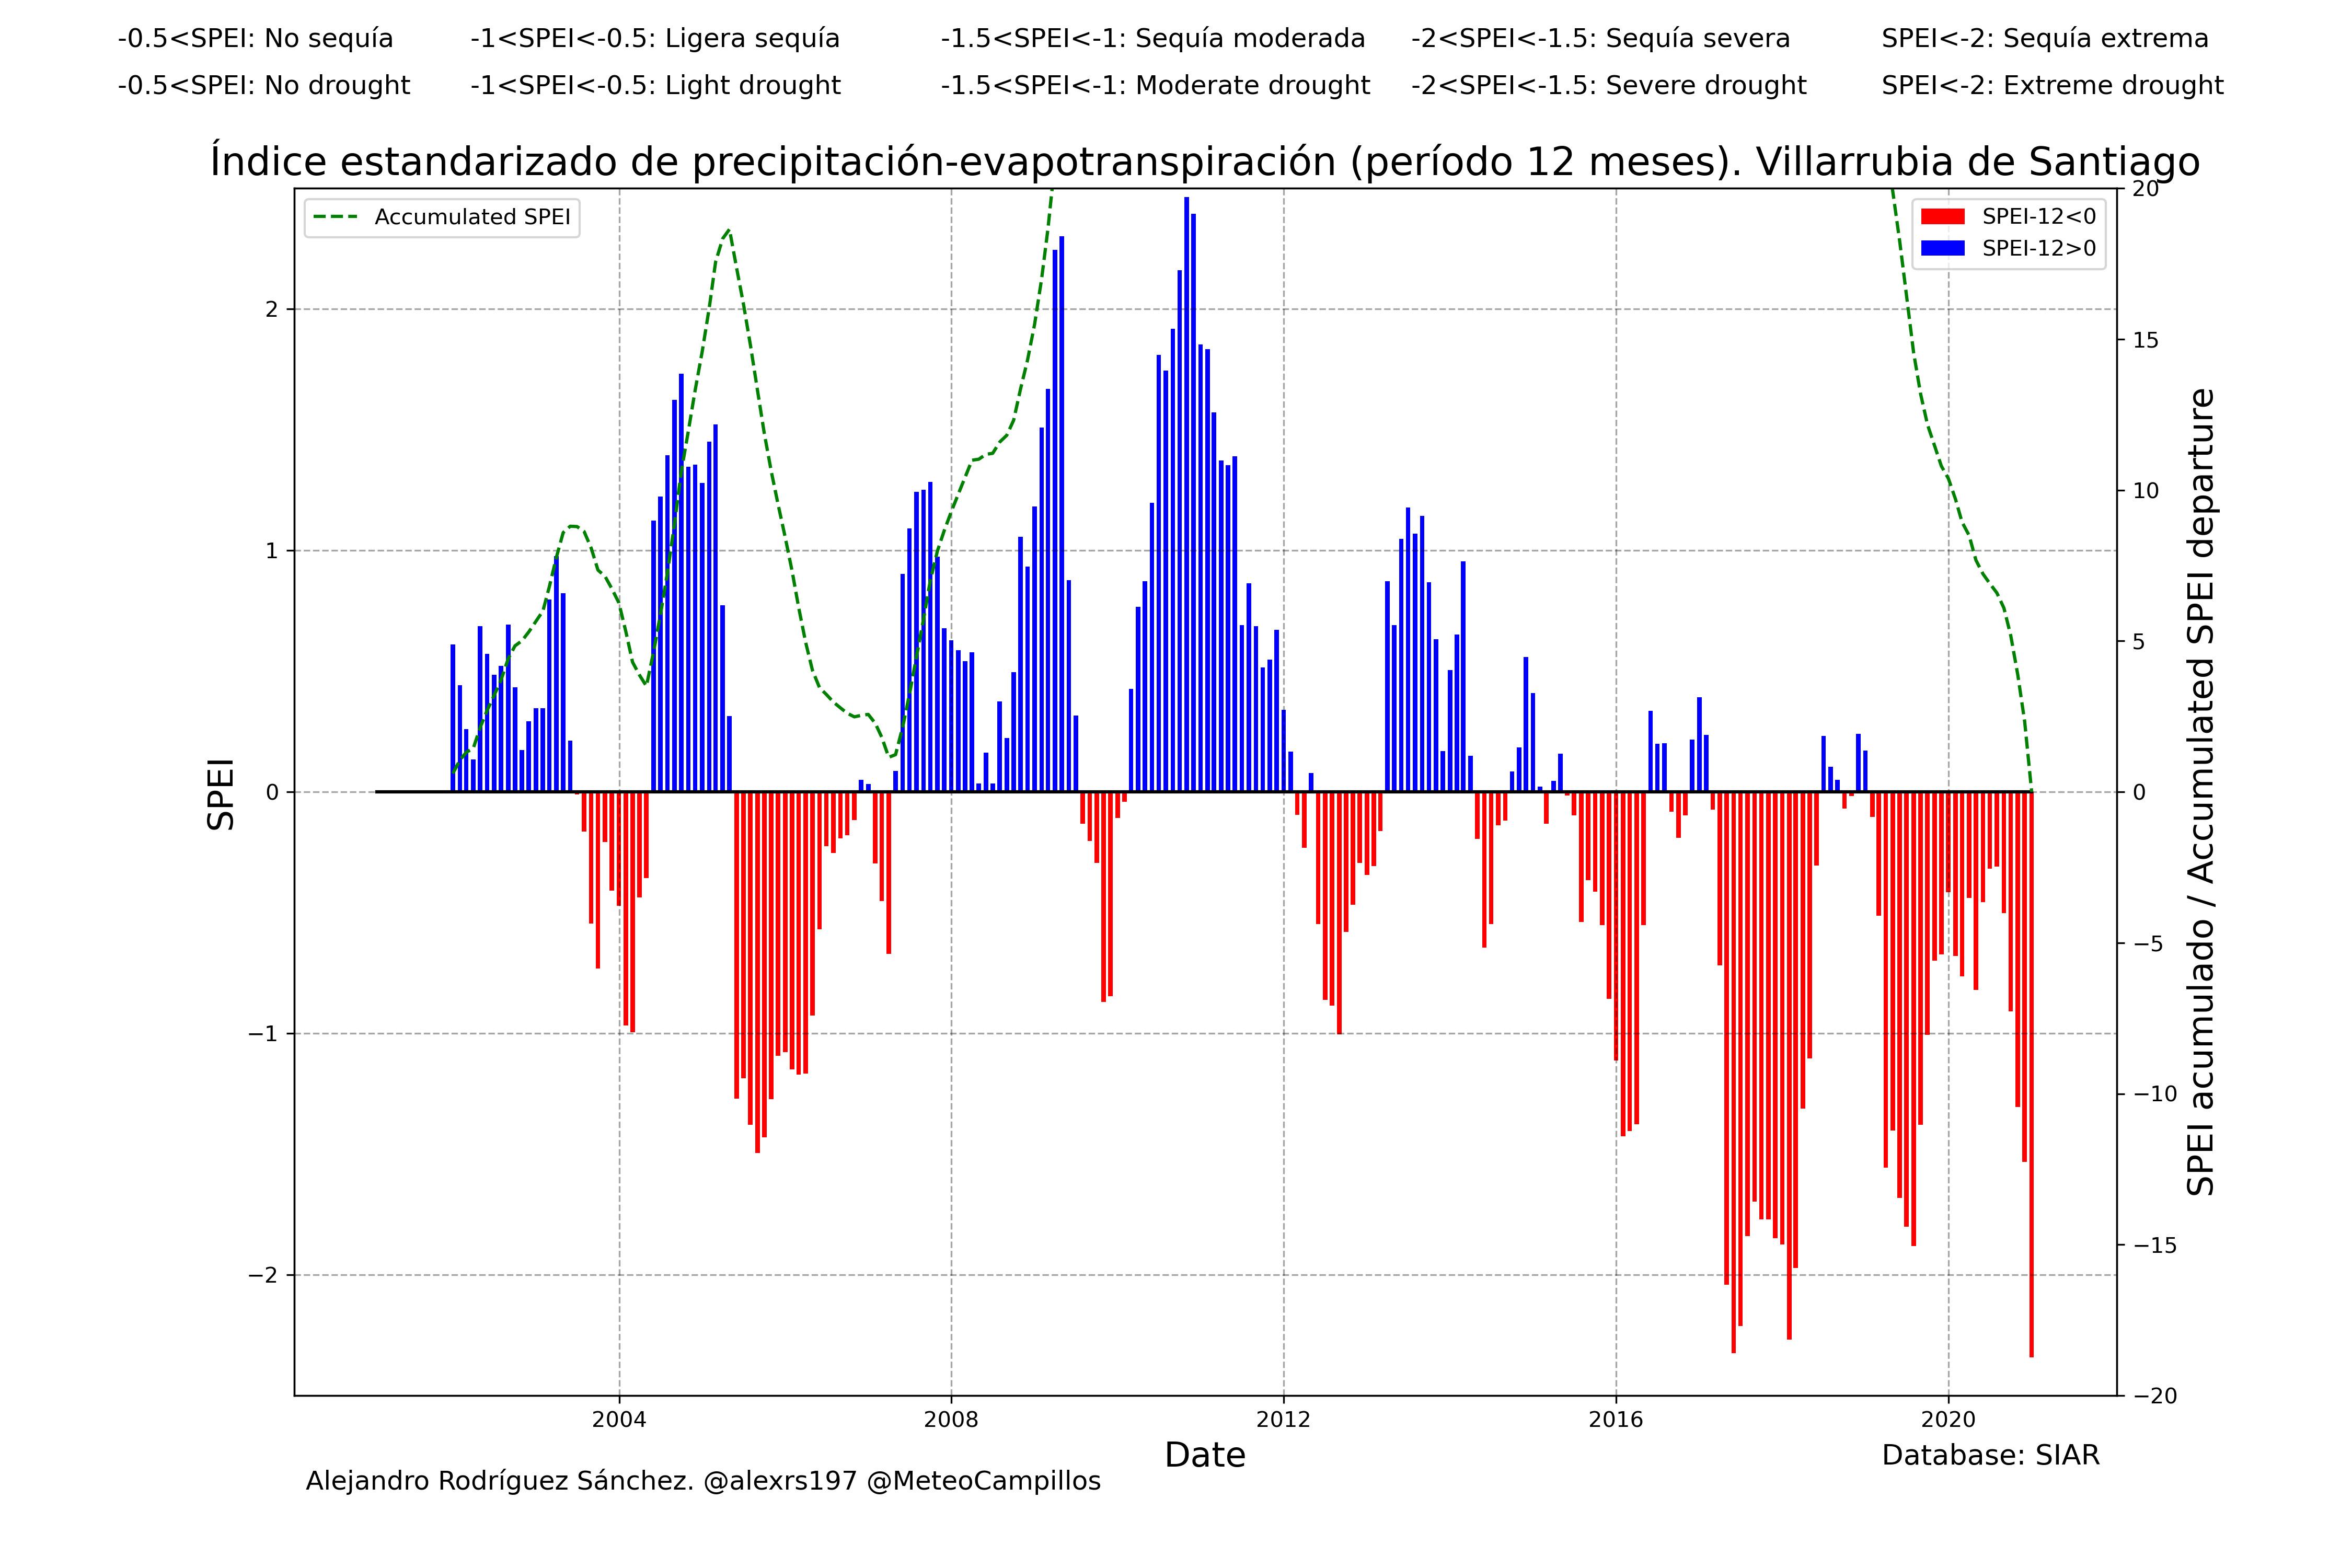 -0.5<SPEI: No sequía -1<SPEI<-0.5: Ligera sequía -1.5<SPEI<-1: Sequía moderada -2<SPEI<-1.5: Sequía severa SPEI<-2: Sequía extrema
-0.5<SPEI: No drought -1<SPEI<-0.5: Light drought -1.5<SPEI<-1: Moderate drought -2<SPEI<-1.5: Severe drought SPEI<-2: Extreme drought
Índice estandarizado de precipitación-evapotranspiración (período 12 meses). Villarrubia de Santiago
Accumulated SPEI
SPEI-12<0
SPEI-12>0
SPEI
2
1
0
−1
−2
20
15
10
5
0
−5
−10
−15
−20
SPEI acumulado / Accumulated SPEI departure
2004 2008 2012 2016 2020
Date
Database: SIAR
Alejandro Rodríguez Sánchez. @alexrs197 @MeteoCampillos